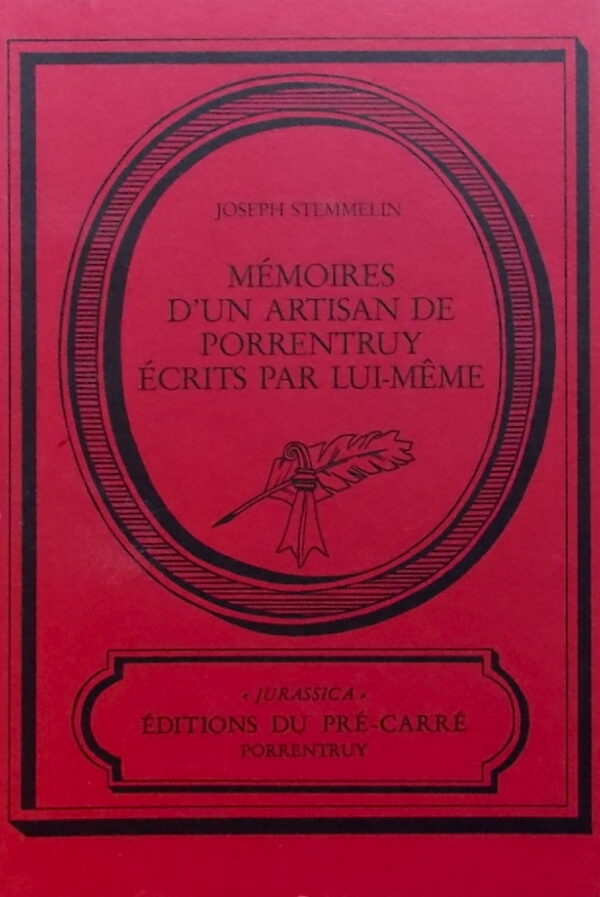 JOSEPH STEMMELIN
MÉMOIRES
D'UN ARTISAN DE
PORRENTRUY
ÉCRITS PAR LUI-MÊME
« JURASSICA »
ÉDITIONS DU PRÉ-CARRÉ
PORRENTRUY